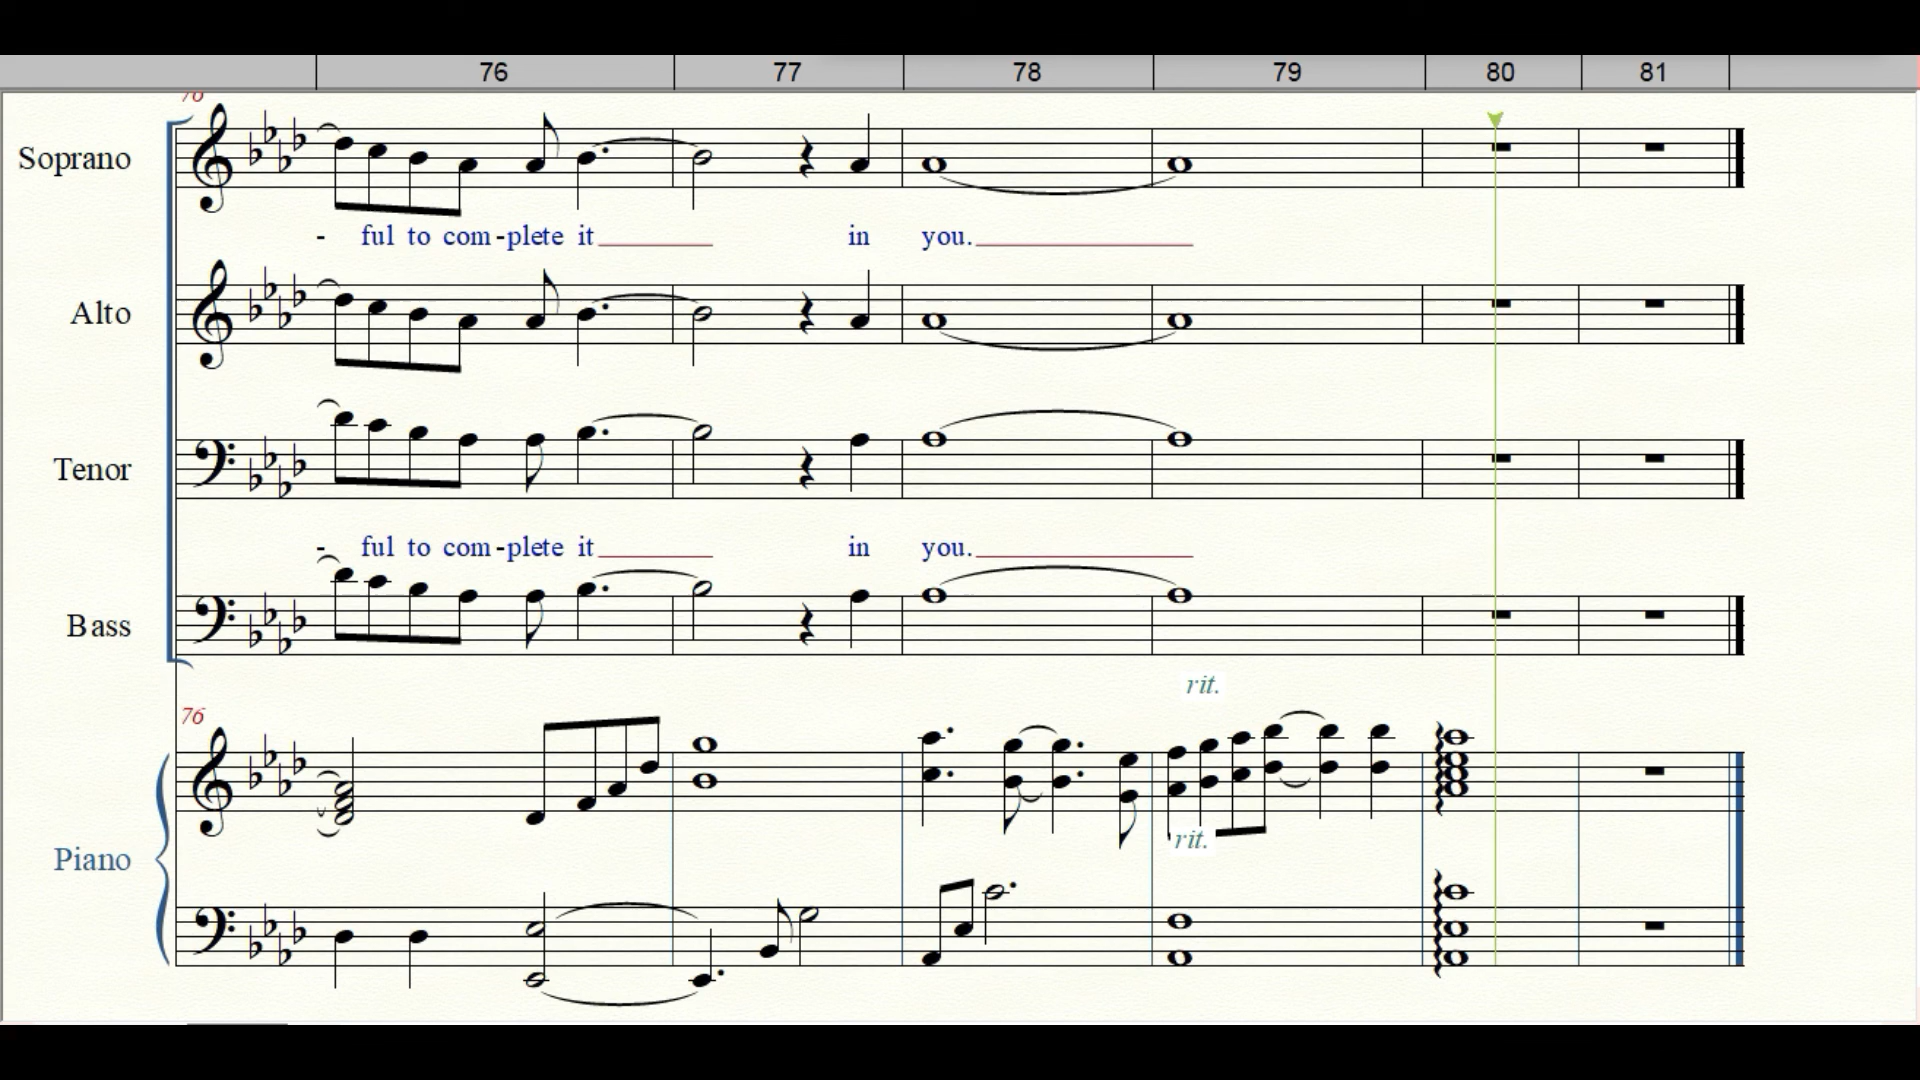 76 77 78 79 80 81
76
Soprano
- ful to com-plete it in you.
Alto
Tenor
- ful to com-plete it in you.
Bass
rit.
76
Piano
rit.